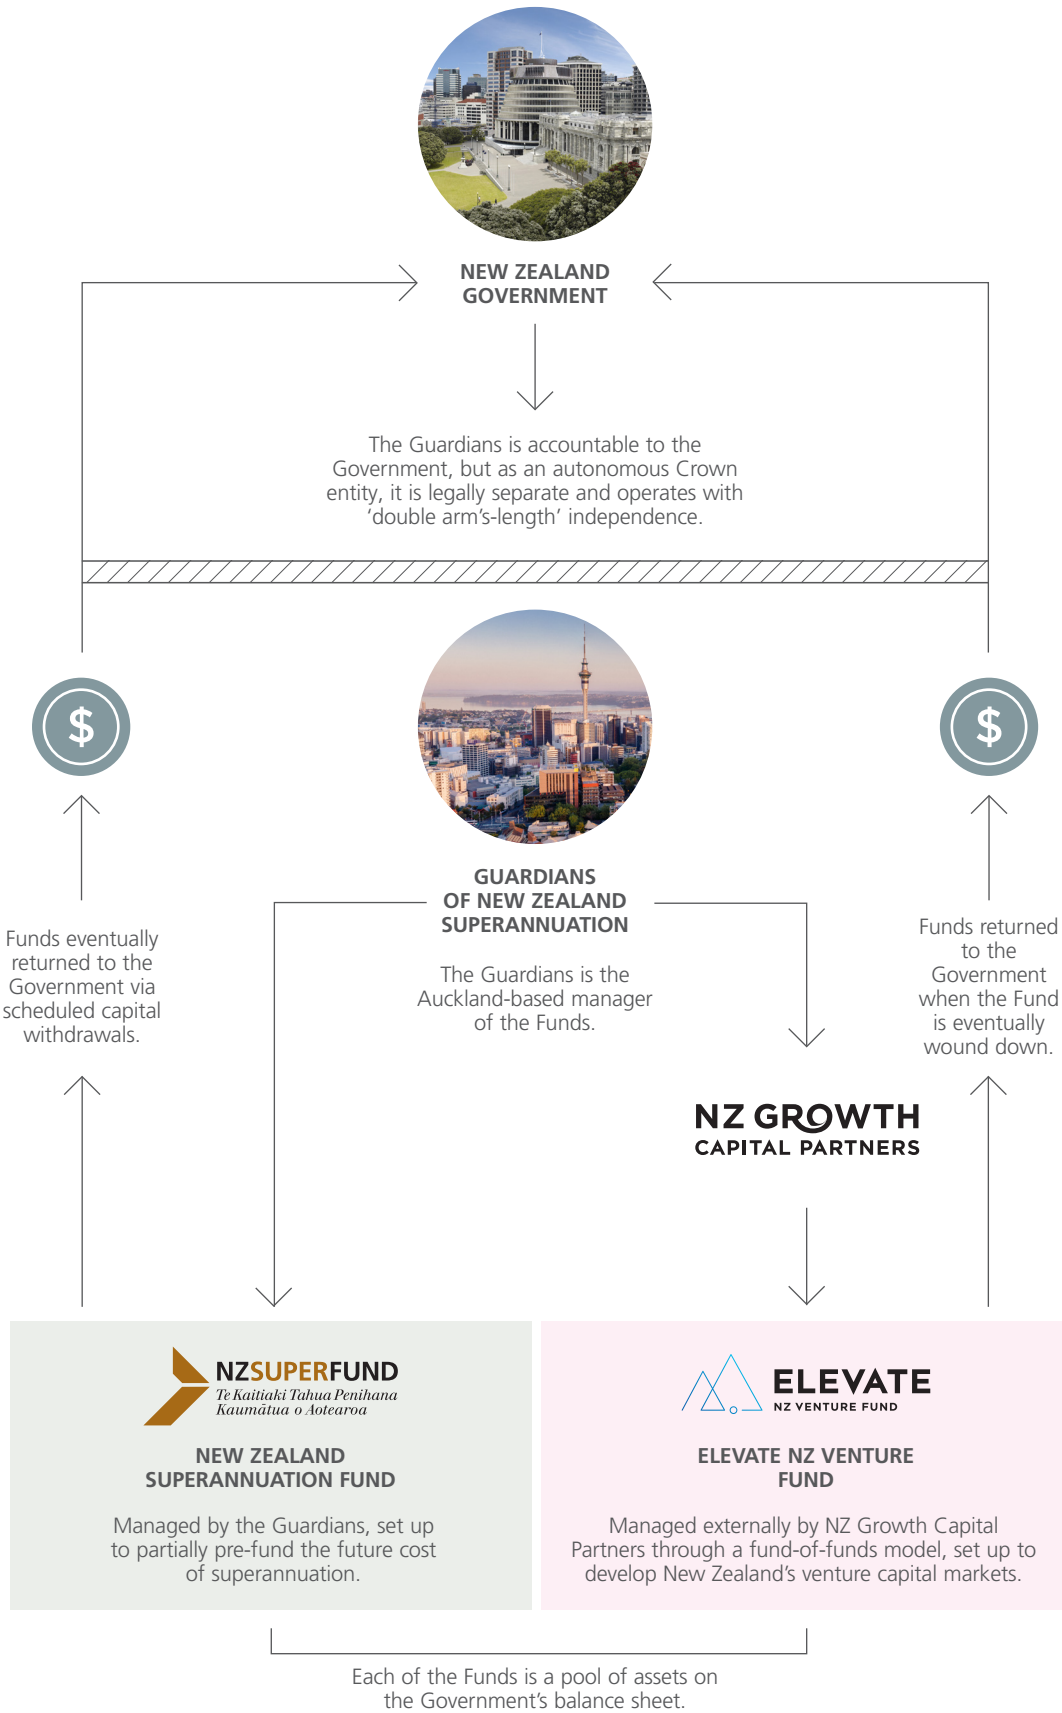 NEW ZEALAND
GOVERNMENT
The Guardians is accountable to the
Government, but as an autonomous Crown
entity, it is legally separate and operates with
‘double arm’s-length’ independence.
$
$
GUARDIANS
OF NEW ZEALAND
SUPERANNUATION
The Guardians is the
Auckland-based manager
of the Funds.
Funds eventually
returned to the
Government via
scheduled capital
withdrawals.
Funds returned
to the
Government
when the Fund
is eventually
wound down.
NZ GROWTH
CAPITAL PARTNERS
NZSUPERFUND
Te Kaitiaki Tahua Penihana
Kaumātua o Aotearoa
NEW ZEALAND
SUPERANNUATION FUND
Managed by the Guardians, set up
to partially pre-fund the future cost
of superannuation.
ELEVATE
NZ VENTURE FUND
ELEVATE NZ VENTURE
FUND
Managed externally by NZ Growth Capital
Partners through a fund-of-funds model, set up to
develop New Zealand’s venture capital markets.
Each of the Funds is a pool of assets on
the Government’s balance sheet.